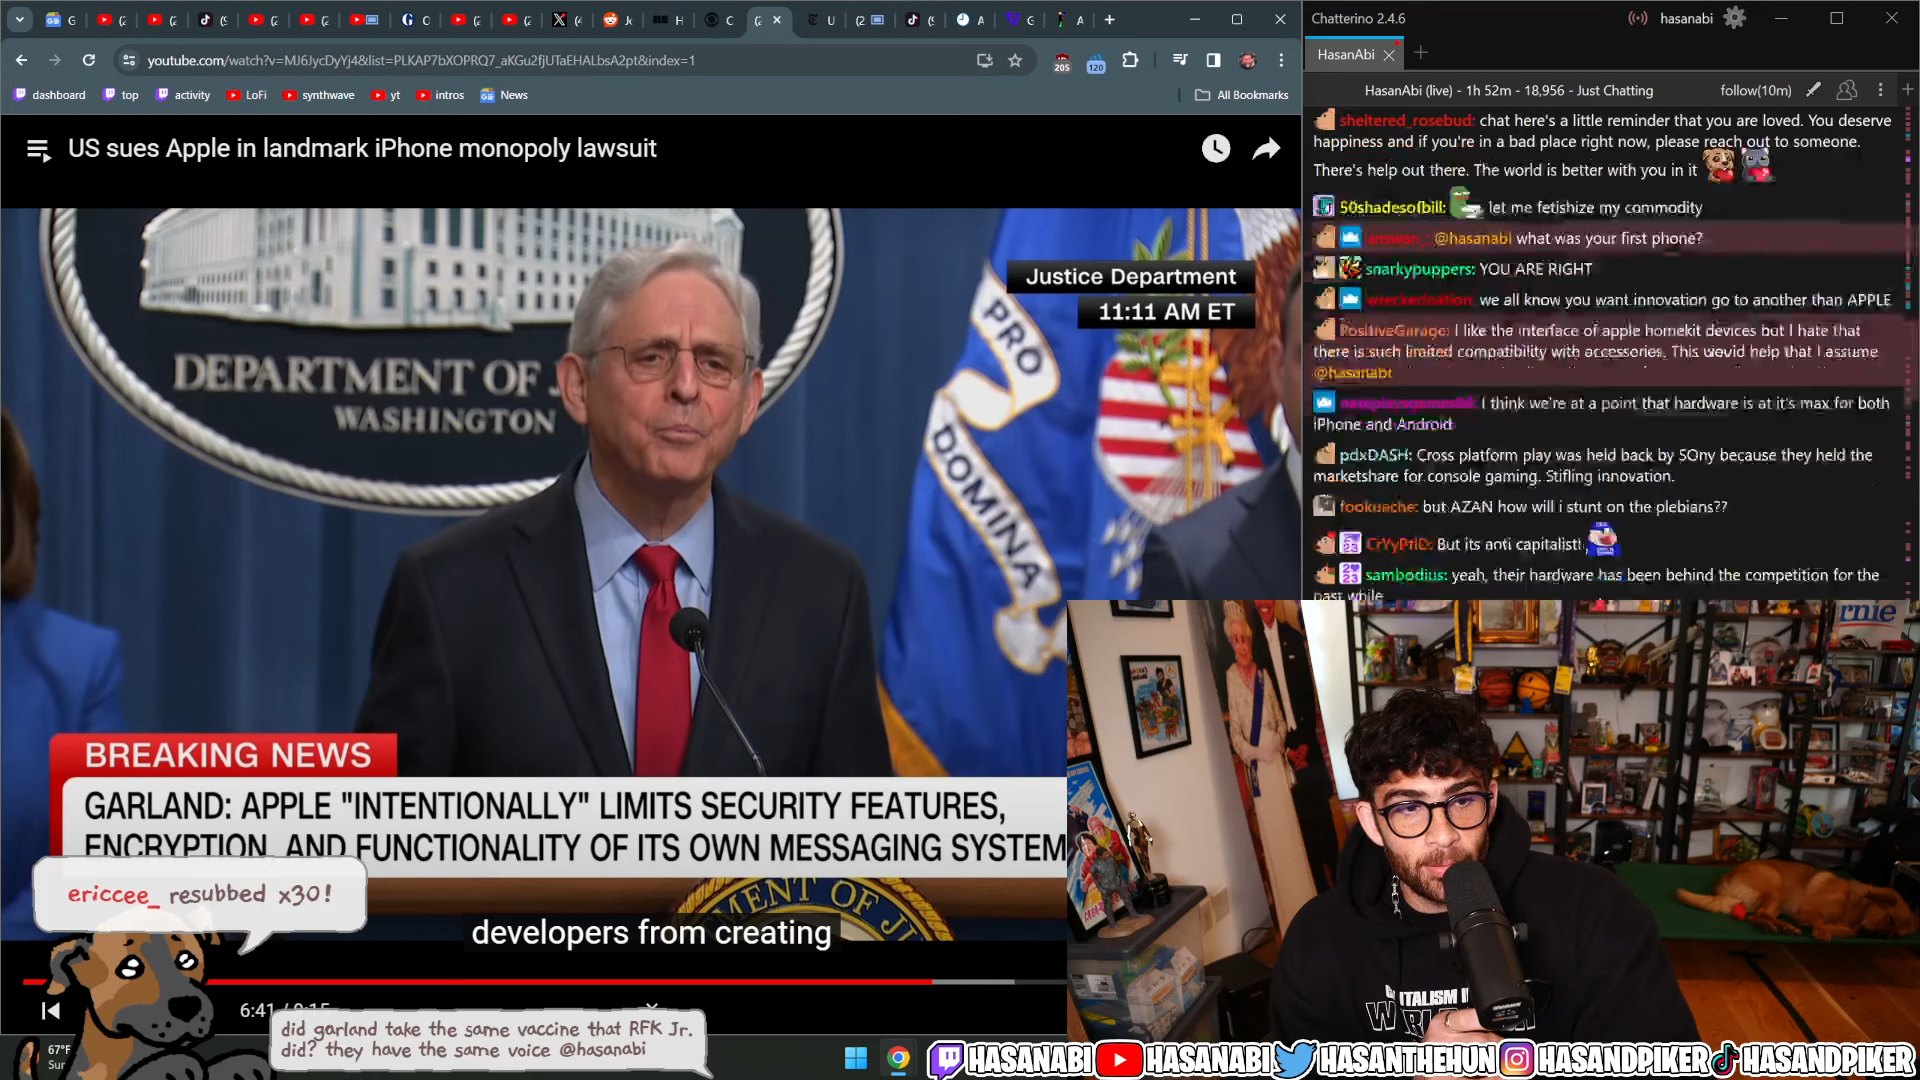 dashboard
top
activity
LoFi
synthwave
yt
intros
News
All Bookmarks
youtube.com/watch?v=MJ6JycDyYj4&list=PLKAP7bXOPRQ7_aKGu2fjUTaEHALbsA2pt&index=1
205
120
US sues Apple in landmark iPhone monopoly lawsuit
Justice Department
11:11 AM ET
DEPARTMENT OF J
WASHINGTON
PRO
DOMINA
BREAKING NEWS
GARLAND: APPLE "INTENTIONALLY" LIMITS SECURITY FEATURES,
ENCRYPTION, AND FUNCTIONALITY OF ITS OWN MESSAGING SYSTEM
ericcee_ resubbed x30!
developers from creating
6:41 / 9:15
did garland take the same vaccine that RFK Jr.
did? they have the same voice @hasanabi
67°F
Chatterino 2.4.6
hasanabi
HasanAbi
HasanAbi (live) - 1h 52m - 18,956 - Just Chatting
follow(10m)
sheltered_rosebud: chat here's a little reminder that you are loved. You deserve
happiness and if you're in a bad place right now, please reach out to someone.
There's help out there. The world is better with you in it
50shadesofbill: let me fetishize my commodity
@hasanabi what was your first phone?
snarkypuppers: YOU ARE RIGHT
wreckednation: we all know you want innovation go to another than APPLE
PositiveGarage: I like the interface of apple homekit devices but I hate that
there is such limited compatibility with accessories. This would help that I assume
@hasanabi
I think we're at a point that hardware is at it's max for both
iPhone and Android
pdxDASH: Cross platform play was held back by SOny because they held the
marketshare for console gaming. Stifling innovation.
but AZAN how will i stunt on the plebians??
But its anti capitalist!
sambodius: yeah, their hardware has been behind the competition for the
past while
rnie
HASANABI
HASANABI
HASANTHEHUN
HASANDPIKER
HASANDPIKER